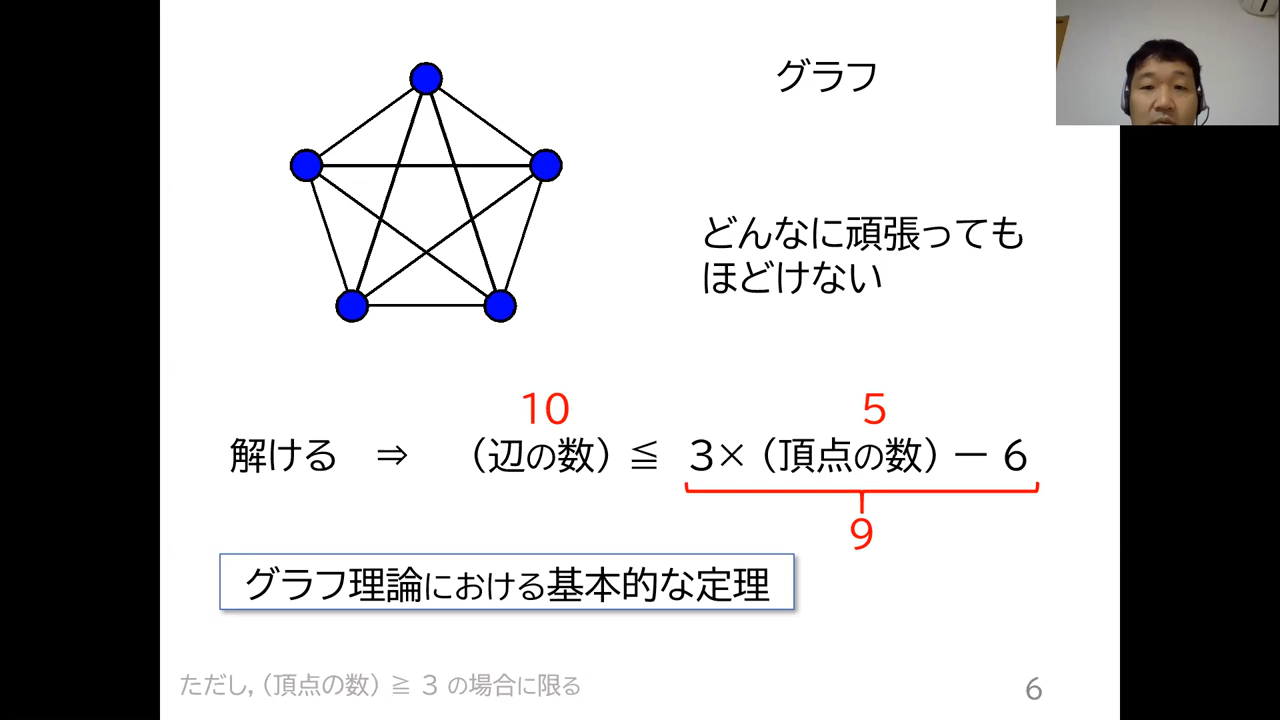 グラフ
どんなに頑張っても
ほどけない
10
5
解ける ⇒ (辺の数) ≦ 3×(頂点の数) − 6
9
グラフ理論における基本的な定理
ただし, (頂点の数) ≧ 3 の場合に限る
6